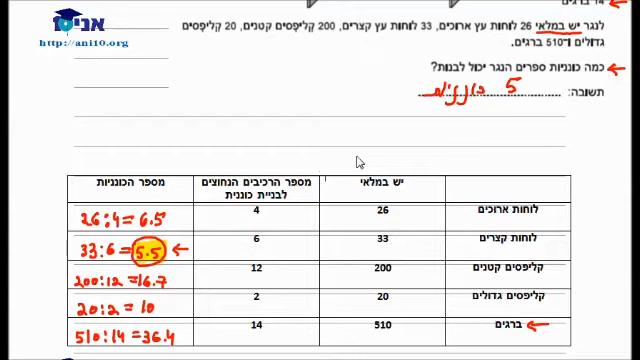 אניס
http://ani10.org
14 ברגים
לנגר יש במלאי 26 לוחות עץ ארוכים, 33 לוחות עץ קצרים, 200 קליפסים קטנים, 20 קליפסים
גדולים ו־510 ברגים.
כמה כונניות ספרים הנגר יכול לבנות?
תשובה: 5 כונניות
יש במלאי מספר הרכיבים הנחוצים לבניית כוננית מספר הכונניות
לוחות ארוכים 26 4 26:4=6.5
לוחות קצרים 33 6 33:6=5.5
קליפסים קטנים 200 12 200:12=16.7
קליפסים גדולים 20 2 20:2=10
ברגים 510 14 510:14=36.4